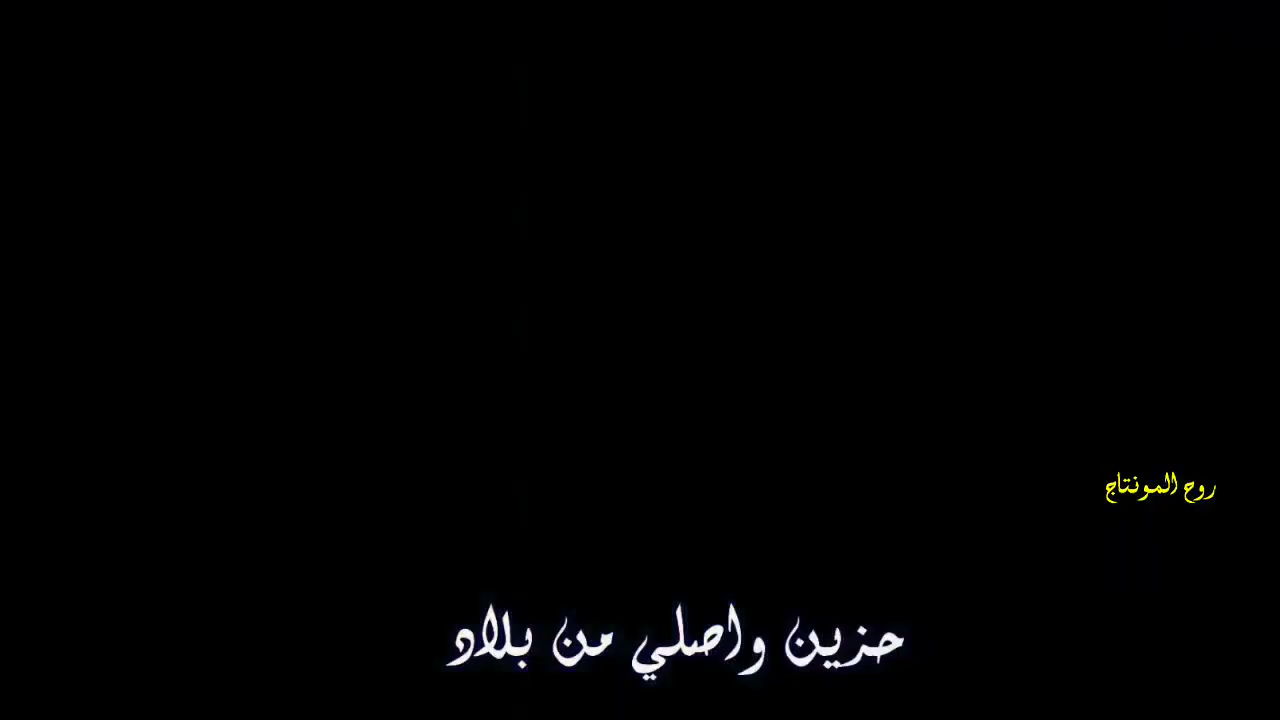 روح المونتاج
حزين واصلي من بلاد